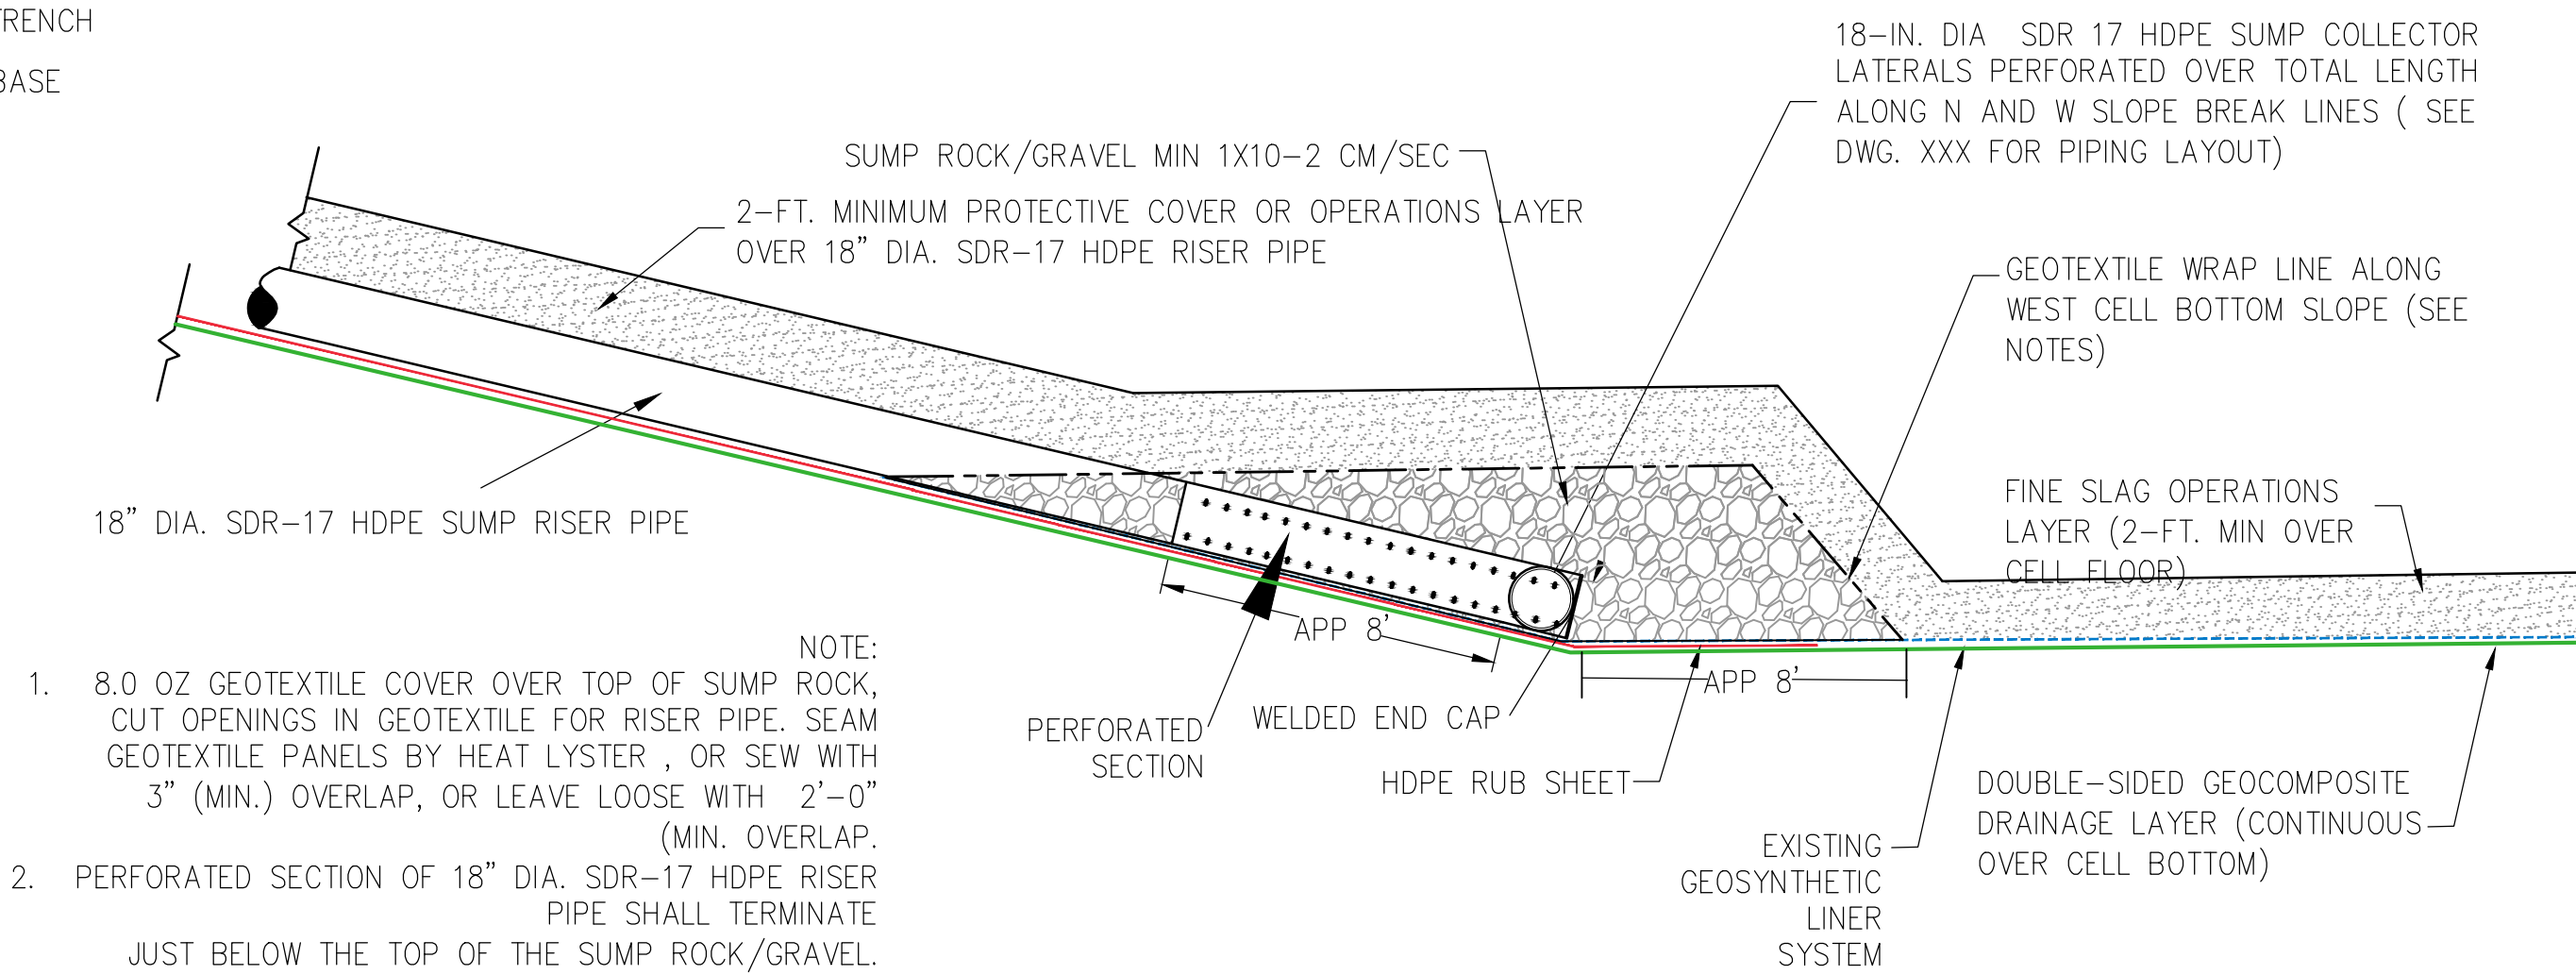 TRENCH
BASE
18-IN. DIA SDR 17 HDPE SUMP COLLECTOR
LATERALS PERFORATED OVER TOTAL LENGTH
ALONG N AND W SLOPE BREAK LINES ( SEE
DWG. XXX FOR PIPING LAYOUT)
SUMP ROCK/GRAVEL MIN 1X10-2 CM/SEC
2-FT. MINIMUM PROTECTIVE COVER OR OPERATIONS LAYER
OVER 18” DIA. SDR-17 HDPE RISER PIPE
GEOTEXTILE WRAP LINE ALONG
WEST CELL BOTTOM SLOPE (SEE
NOTES)
FINE SLAG OPERATIONS
LAYER (2-FT. MIN OVER
CELL FLOOR)
18” DIA. SDR-17 HDPE SUMP RISER PIPE
APP 8'
APP 8'
PERFORATED
SECTION
WELDED END CAP
HDPE RUB SHEET
EXISTING
GEOSYNTHETIC
LINER
SYSTEM
DOUBLE-SIDED GEOCOMPOSITE
DRAINAGE LAYER (CONTINUOUS
OVER CELL BOTTOM)
NOTE:
1. 8.0 OZ GEOTEXTILE COVER OVER TOP OF SUMP ROCK,
CUT OPENINGS IN GEOTEXTILE FOR RISER PIPE. SEAM
GEOTEXTILE PANELS BY HEAT LYSTER , OR SEW WITH
3” (MIN.) OVERLAP, OR LEAVE LOOSE WITH 2’-0”
(MIN. OVERLAP.
2. PERFORATED SECTION OF 18” DIA. SDR-17 HDPE RISER
PIPE SHALL TERMINATE
JUST BELOW THE TOP OF THE SUMP ROCK/GRAVEL.